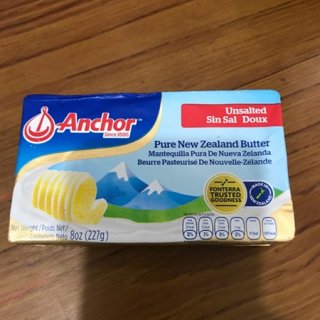 Anchor
Since 1886
Unsalted
Sin Sal Doux
Pure New Zealand Butter
Mantequilla Pura De Nueva Zelanda
Beurre Pasteurisé De Nouvelle-Zélande
FONTERRA
TRUSTED
GOODNESS
Net Weight / Poids Net /
Contenido Neto 8oz (227g)